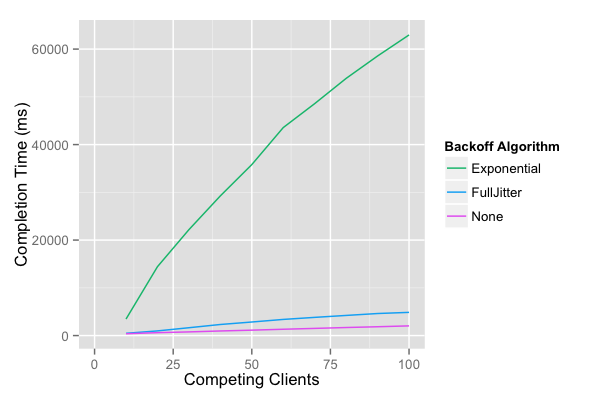 60000
40000
20000
0
Completion Time (ms)
0 25 50 75 100
Competing Clients
Backoff Algorithm
Exponential
FullJitter
None